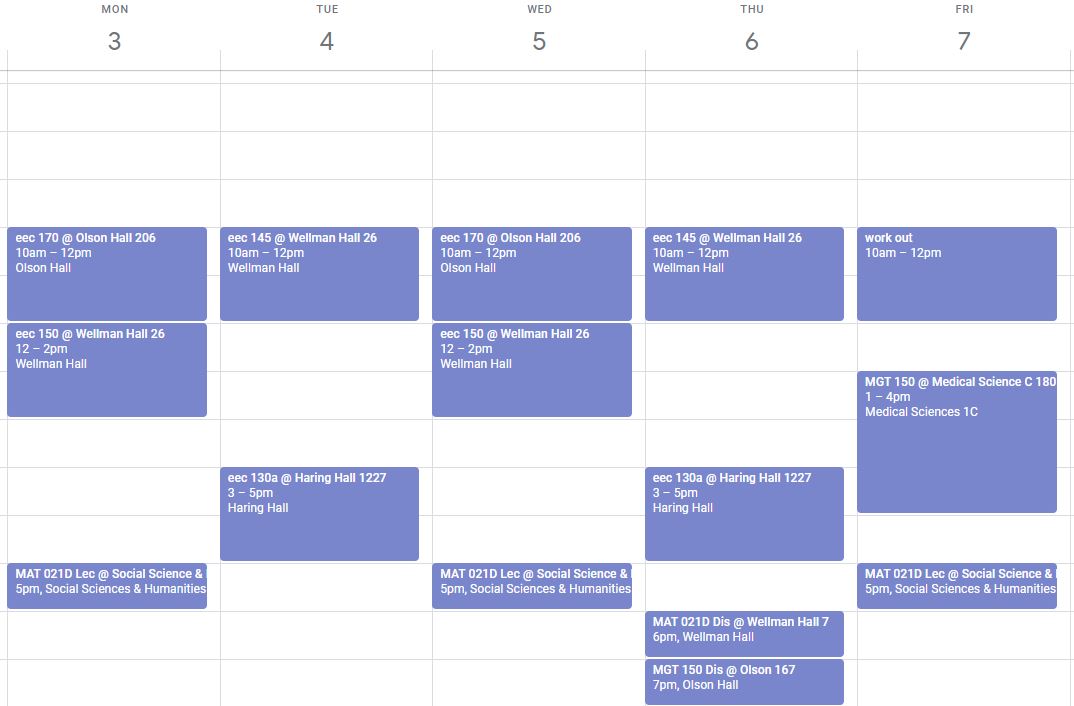 MON
3
TUE
4
WED
5
THU
6
FRI
7
eec 170 @ Olson Hall 206
10am – 12pm
Olson Hall
eec 150 @ Wellman Hall 26
12 – 2pm
Wellman Hall
MAT 021D Lec @ Social Science &
5pm, Social Sciences & Humanities
eec 145 @ Wellman Hall 26
10am – 12pm
Wellman Hall
eec 130a @ Haring Hall 1227
3 – 5pm
Haring Hall
eec 170 @ Olson Hall 206
10am – 12pm
Olson Hall
eec 150 @ Wellman Hall 26
12 – 2pm
Wellman Hall
MAT 021D Lec @ Social Science &
5pm, Social Sciences & Humanities
eec 145 @ Wellman Hall 26
10am – 12pm
Wellman Hall
eec 130a @ Haring Hall 1227
3 – 5pm
Haring Hall
MAT 021D Dis @ Wellman Hall 7
6pm, Wellman Hall
MGT 150 Dis @ Olson 167
7pm, Olson Hall
work out
10am – 12pm
MGT 150 @ Medical Science C 180
1 – 4pm
Medical Sciences 1C
MAT 021D Lec @ Social Science &
5pm, Social Sciences & Humanities